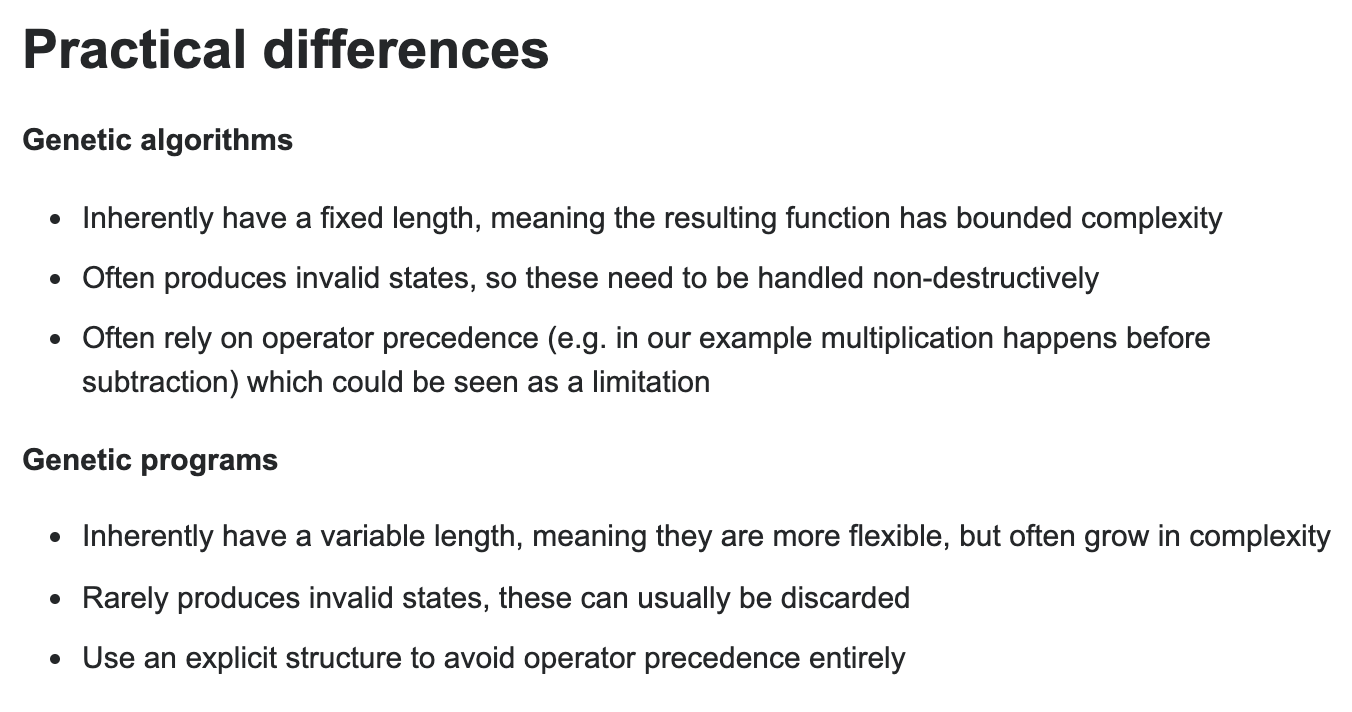 Practical differences
Genetic algorithms
• Inherently have a fixed length, meaning the resulting function has bounded complexity
• Often produces invalid states, so these need to be handled non-destructively
• Often rely on operator precedence (e.g. in our example multiplication happens before
subtraction) which could be seen as a limitation
Genetic programs
• Inherently have a variable length, meaning they are more flexible, but often grow in complexity
• Rarely produces invalid states, these can usually be discarded
• Use an explicit structure to avoid operator precedence entirely